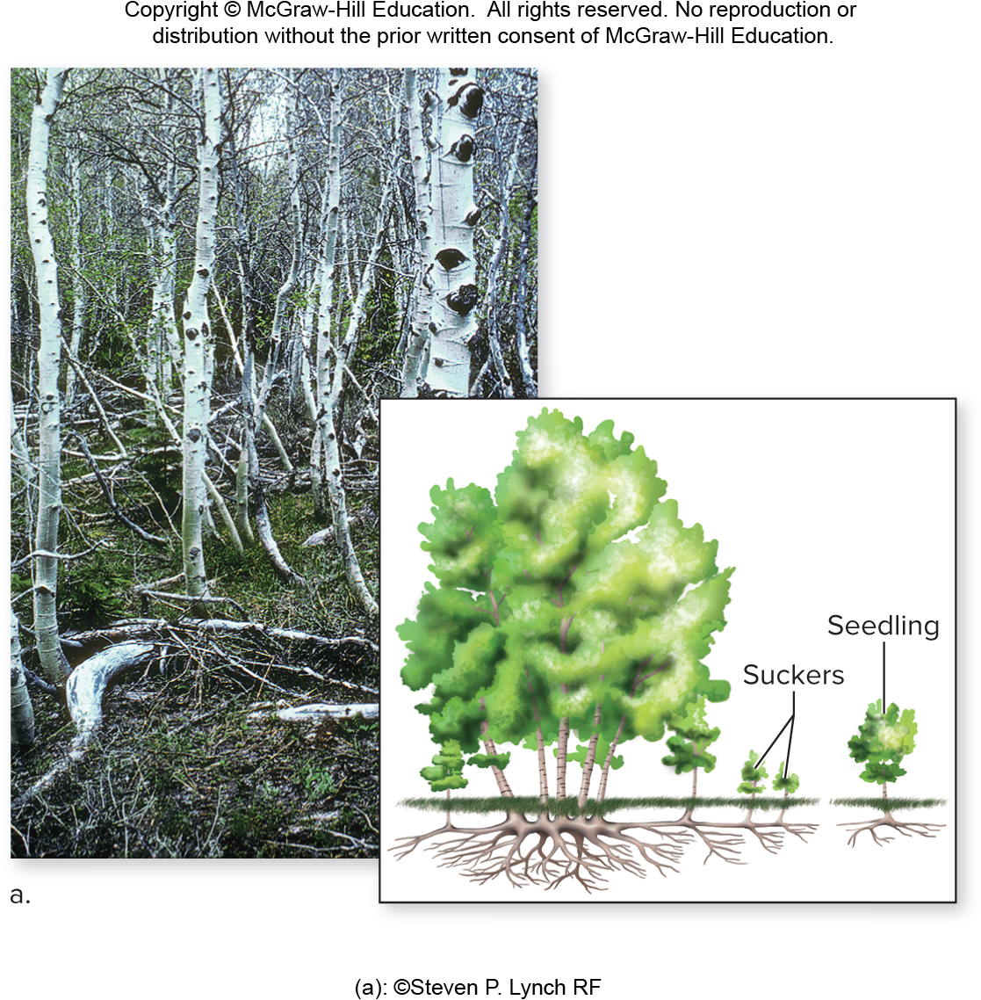 Copyright © McGraw-Hill Education.  All rights reserved. No reproduction or
distribution without the prior written consent of McGraw-Hill Education.
Seedling
Suckers
a.
(a): ©Steven P. Lynch RF